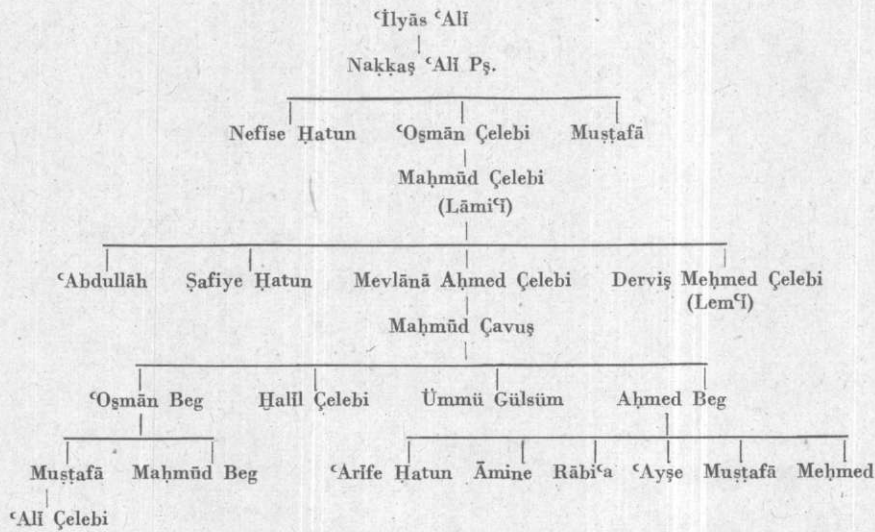 ʿİlyās ʿAlī
Naḳḳaş ʿAlī Pş.
Nefīse Ḫatun ʿOs̱mān Çelebi Muṣṭafā
Maḥmūd Çelebi
(Lāmiʿī)
ʿAbdullāh Ṣafiye Ḫatun Mevlānā Aḥmed Çelebi Derviş Meḥmed Çelebi
(Lemʿī)
Maḥmūd Çavuş
ʿOs̱mān Beg Ḫalīl Çelebi Ümmü Gülsüm Aḥmed Beg
Muṣṭafā Maḥmūd Beg ʿArīfe Ḫatun Āmine Rābiʿa ʿAyşe Muṣṭafā Meḥmed
ʿAlī Çelebi